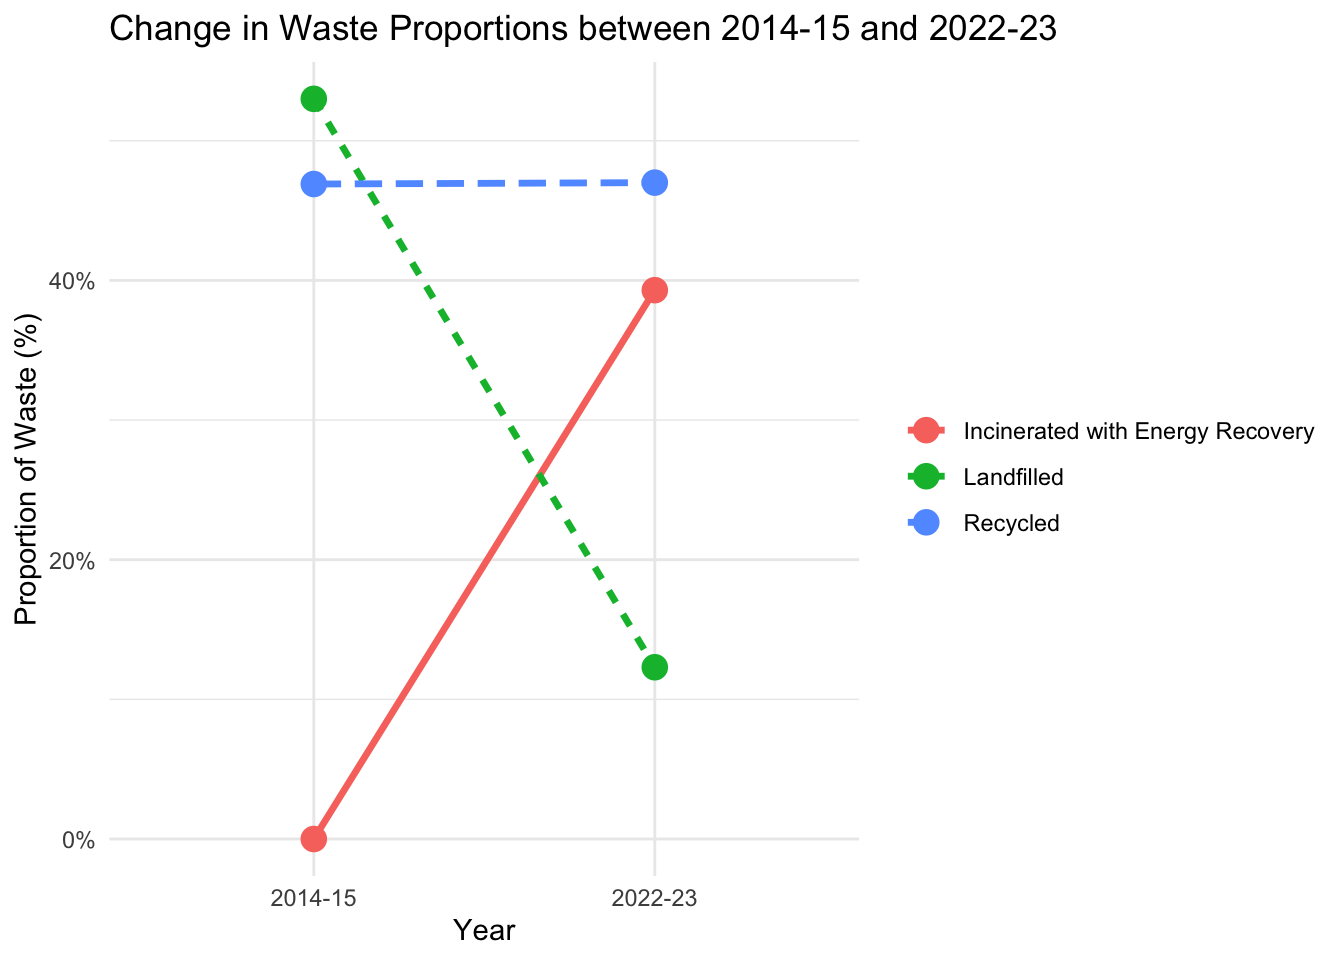 Change in Waste Proportions between 2014-15 and 2022-23
Proportion of Waste (%)
40%
20%
0%
2014-15
2022-23
Year
Incinerated with Energy Recovery
Landfilled
Recycled